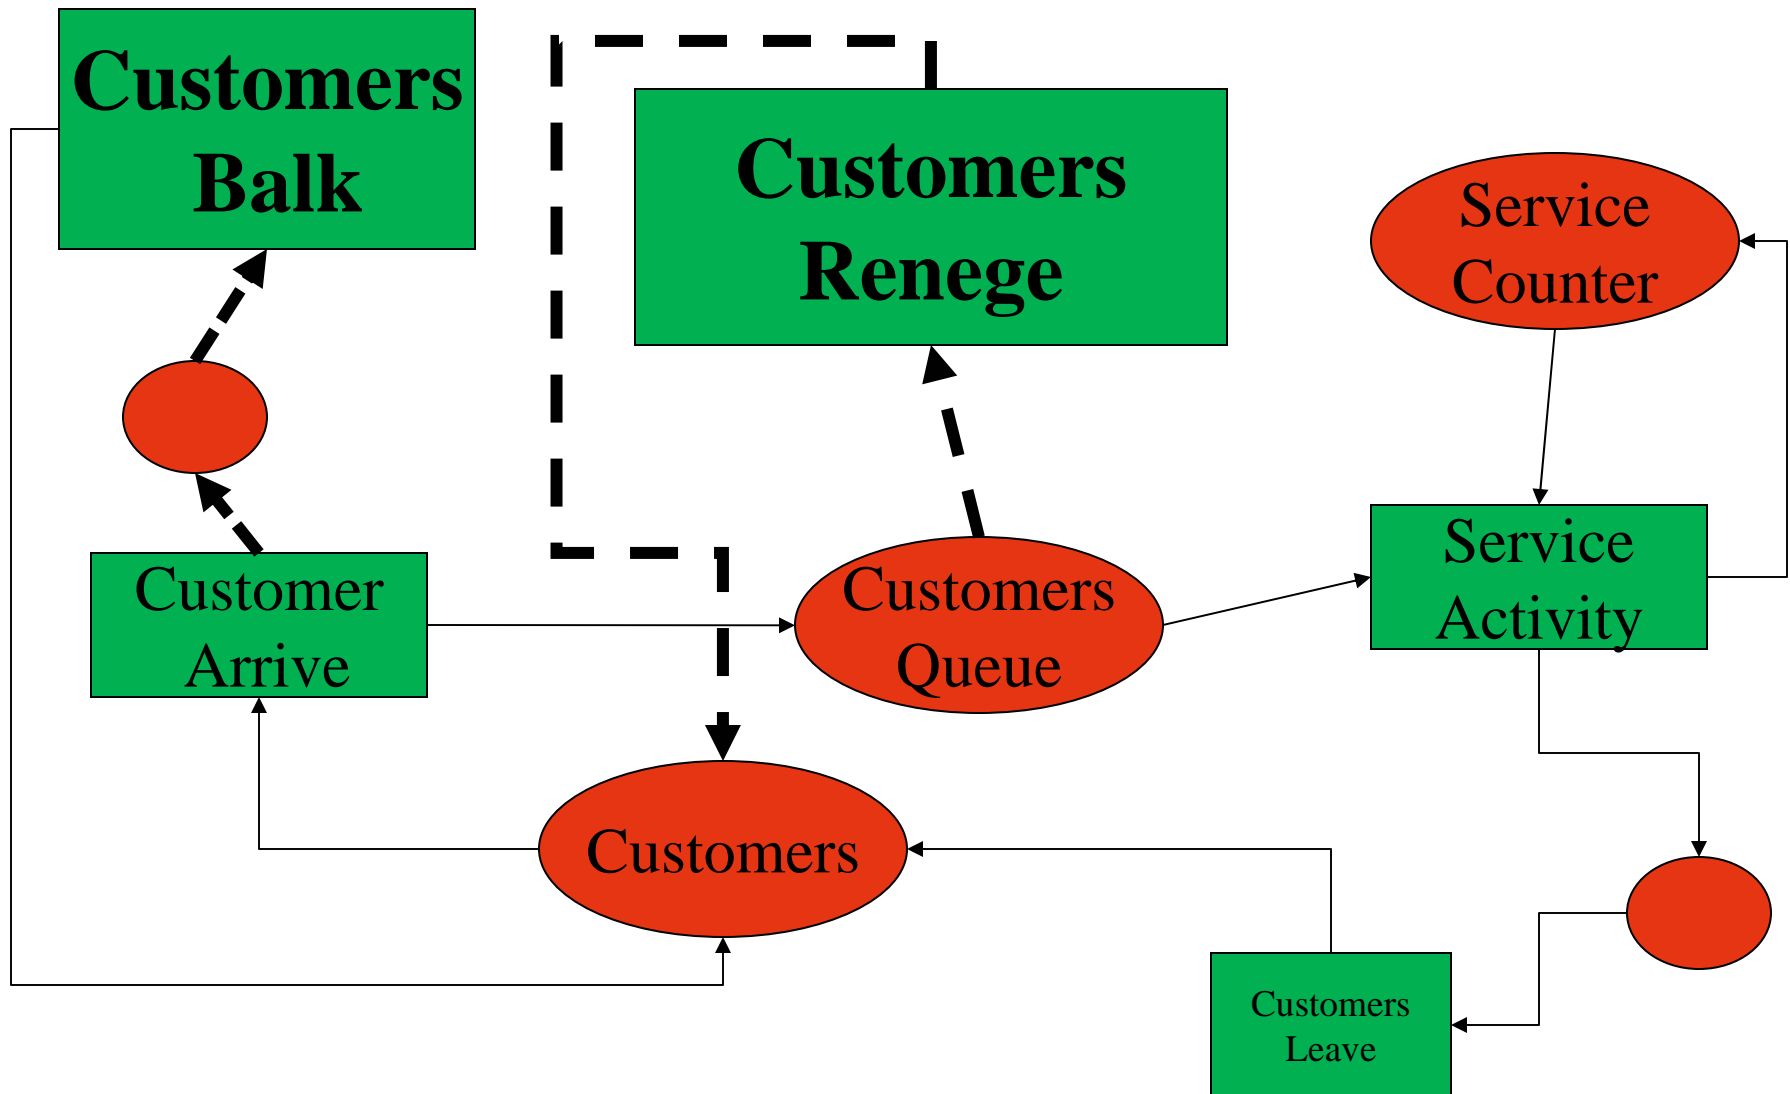 Customers
Balk
Customers
Renege
Service
Counter
Customer
Arrive
Customers
Queue
Service
Activity
Customers
Customers
Leave